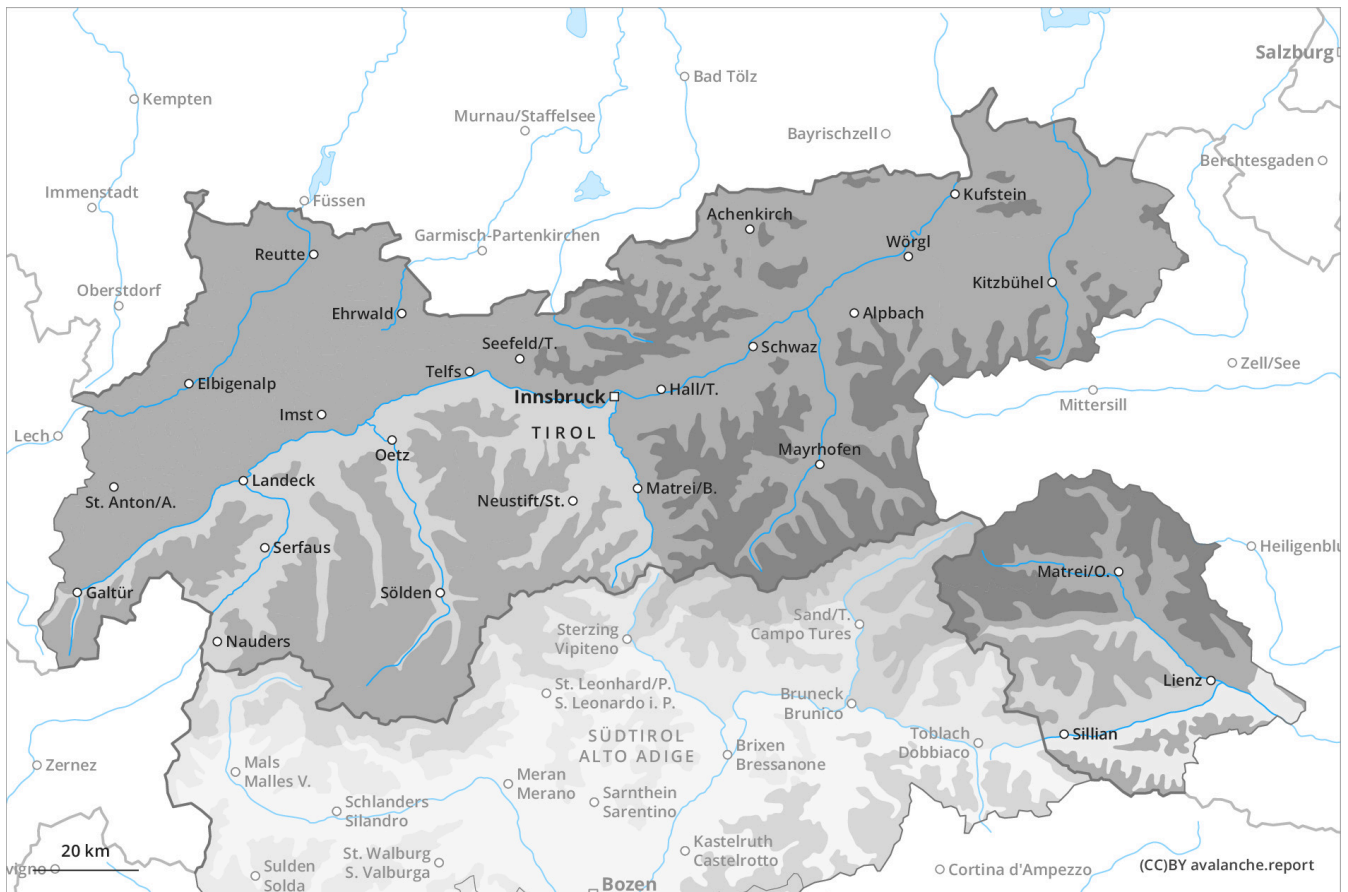 Salzburg
Kempten
Bad Tölz
Murnau/Staffelsee
Bayrischzell
Berchtesgaden
Immenstadt
Füssen
Kufstein
Achenkirch
Garmisch-Partenkirchen
Wörgl
Reutte
Kitzbühel
Oberstdorf
Ehrwald
Alpbach
Seefeld/T.
Schwaz
Zell/See
Telfs
Elbigenalp
Hall/T.
Innsbruck
Mittersill
Imst
Lech
TIROL
Oetz
Mayrhofen
Landeck
St. Anton/A.
Neustift/St.
Matrei/B.
Serfaus
Heiligenblu
Matrei/O.
Galtür
Sölden
Sand/T.
Campo Tures
Sterzing
Vipiteno
Nauders
Lienz
St. Leonhard/P.
S. Leonardo i. P.
Bruneck
Brunico
Sillian
SÜDTIROL
ALTO ADIGE
Toblach
Dobbiaco
Brixen
Bressanone
Zernez
Mals
Malles V.
Meran
Merano
Schlanders
Silandro
Sarnthein
Sarentino
Kastelruth
Castelrotto
20 km
St. Walburg
S. Valburga
vigno
Sulden
Solda
Cortina d'Ampezzo
(CC)BY avalanche.report
Bozen